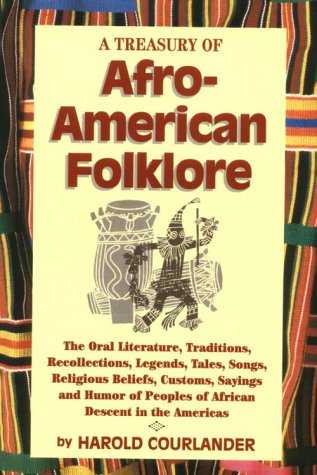 A TREASURY OF
Afro-
American
Folklore
The Oral Literature, Traditions,
Recollections, Legends, Tales, Songs,
Religious Beliefs, Customs, Sayings
and Humor of Peoples of African
Descent in the Americas
by HAROLD COURLANDER